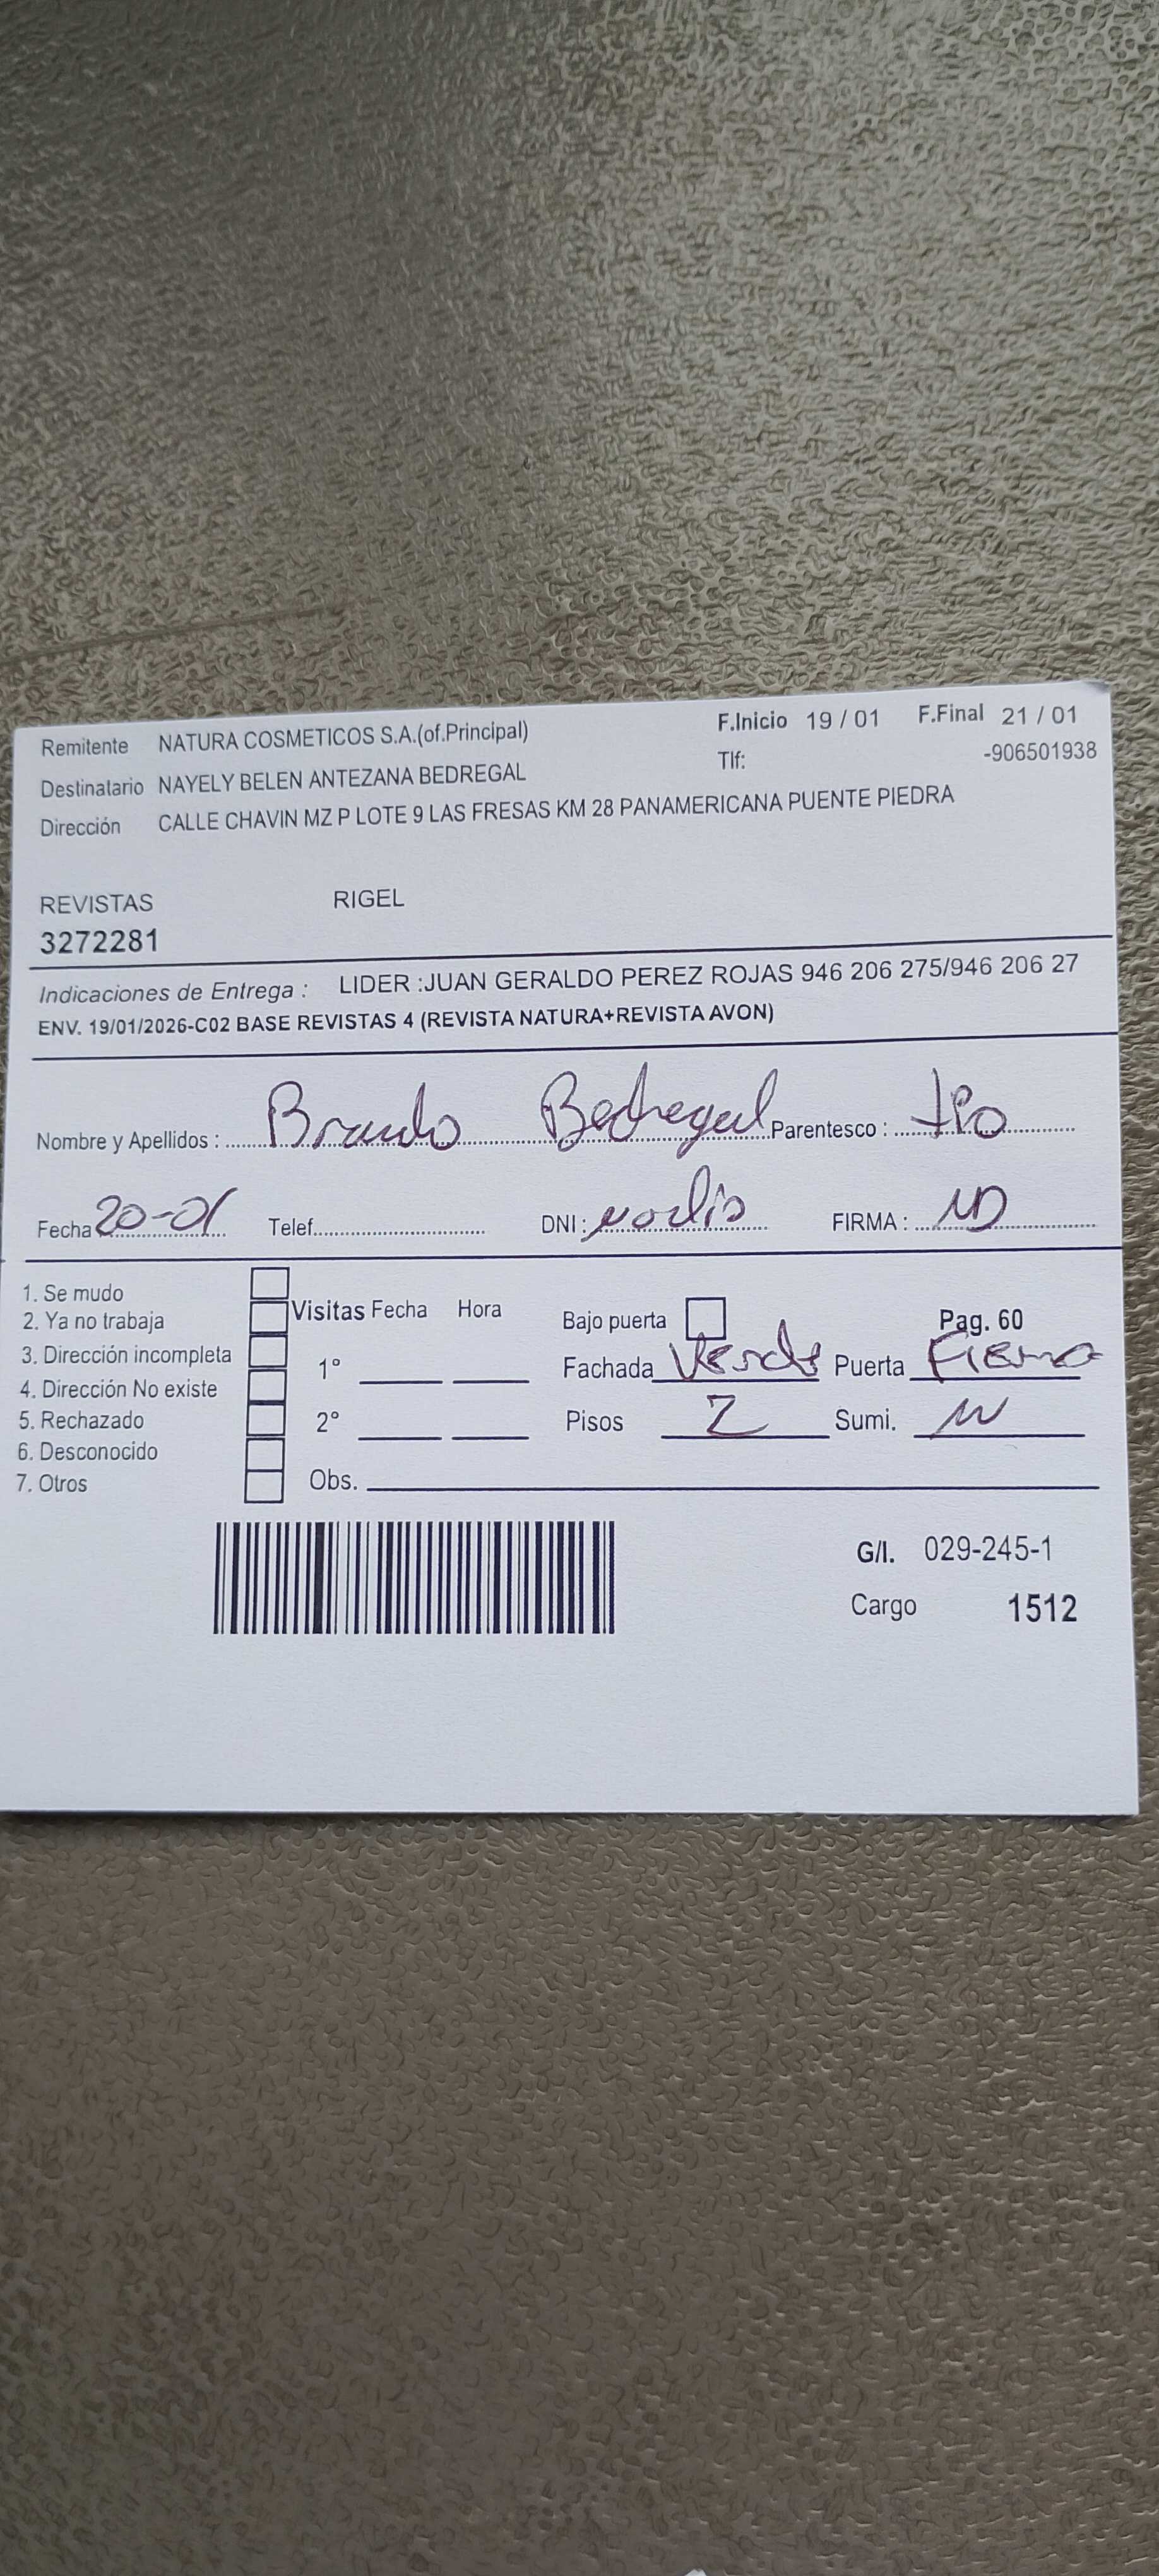 Remitente NATURA COSMETICOS S.A.(of.Principal) F.Inicio 19 / 01 F.Final 21 / 01
Destinatario NAYELY BELEN ANTEZANA BEDREGAL Tlf: -906501938
Dirección CALLE CHAVIN MZ P LOTE 9 LAS FRESAS KM 28 PANAMERICANA PUENTE PIEDRA
REVISTAS RIGEL
3272281
Indicaciones de Entrega : LIDER :JUAN GERALDO PEREZ ROJAS 946 206 275/946 206 27
ENV. 19/01/2026-C02 BASE REVISTAS 4 (REVISTA NATURA+REVISTA AVON)
Nombre y Apellidos : Bedregal Parentesco : tio
Fecha 20-01 Telef. DNI : no dio FIRMA :
1. Se mudo
2. Ya no trabaja Visitas Fecha Hora Bajo puerta Pag. 60
3. Dirección incompleta 1° Fachada Verde Puerta
4. Dirección No existe
5. Rechazado 2° Pisos 2 Sumi.
6. Desconocido
7. Otros Obs.
G/I. 029-245-1
Cargo 1512